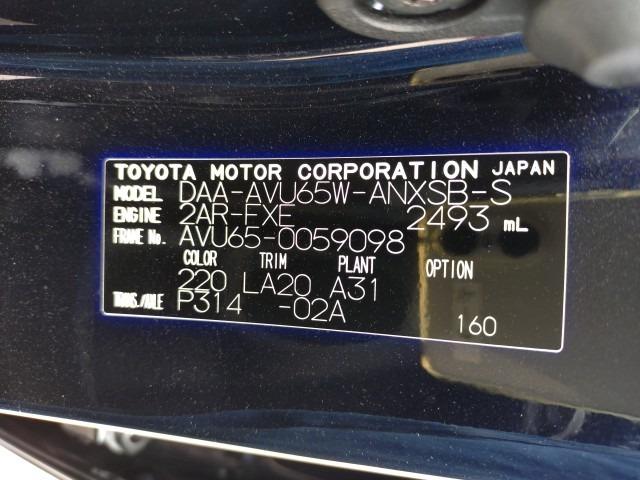 TOYOTA MOTOR CORPORATION JAPAN
MODEL DAA-AVU65W-ANXSB-S
ENGINE 2AR-FXE 2493 mL
FRAME No. AVU65-0059098
COLOR TRIM PLANT OPTION
220 LA20 A31
TRANS./AXLE P314 -02A
160